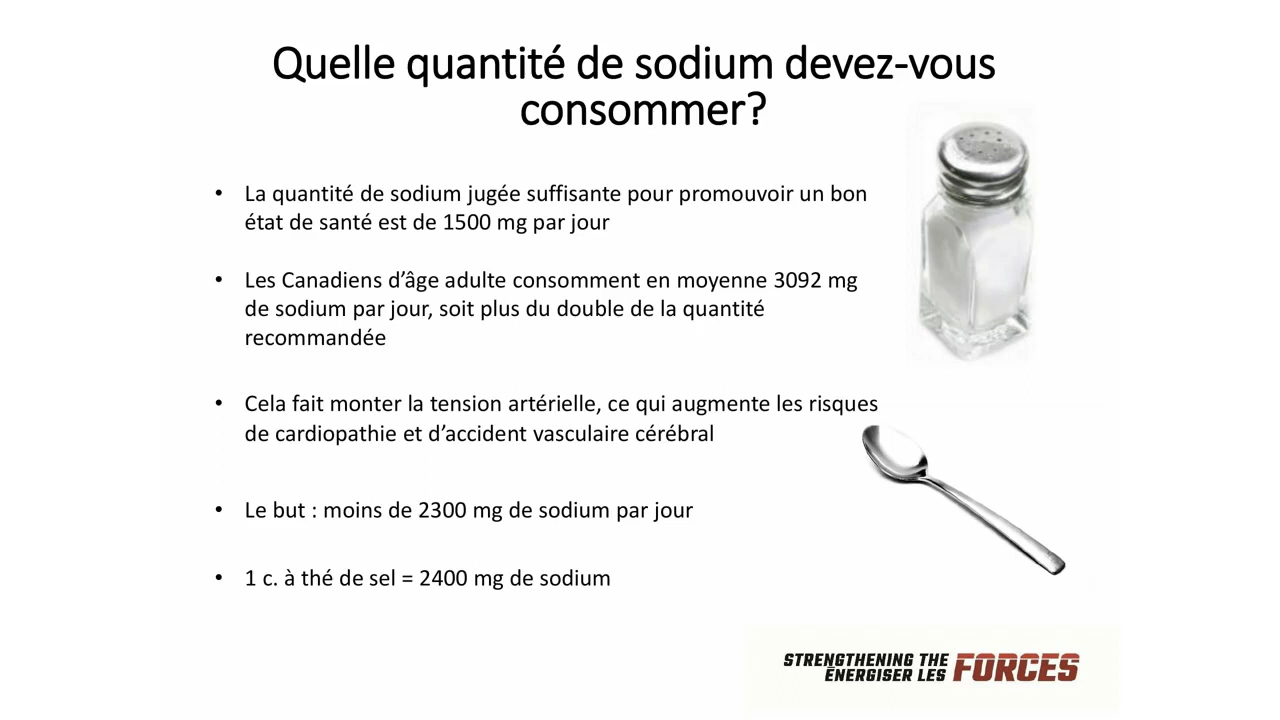 Quelle quantité de sodium devez-vous
consommer?
• La quantité de sodium jugée suffisante pour promouvoir un bon
état de santé est de 1500 mg par jour
• Les Canadiens d’âge adulte consomment en moyenne 3092 mg
de sodium par jour, soit plus du double de la quantité
recommandée
• Cela fait monter la tension artérielle, ce qui augmente les risques
de cardiopathie et d’accident vasculaire cérébral
• Le but : moins de 2300 mg de sodium par jour
• 1 c. à thé de sel = 2400 mg de sodium
STRENGTHENING THE
ÉNERGISER LES FORCES